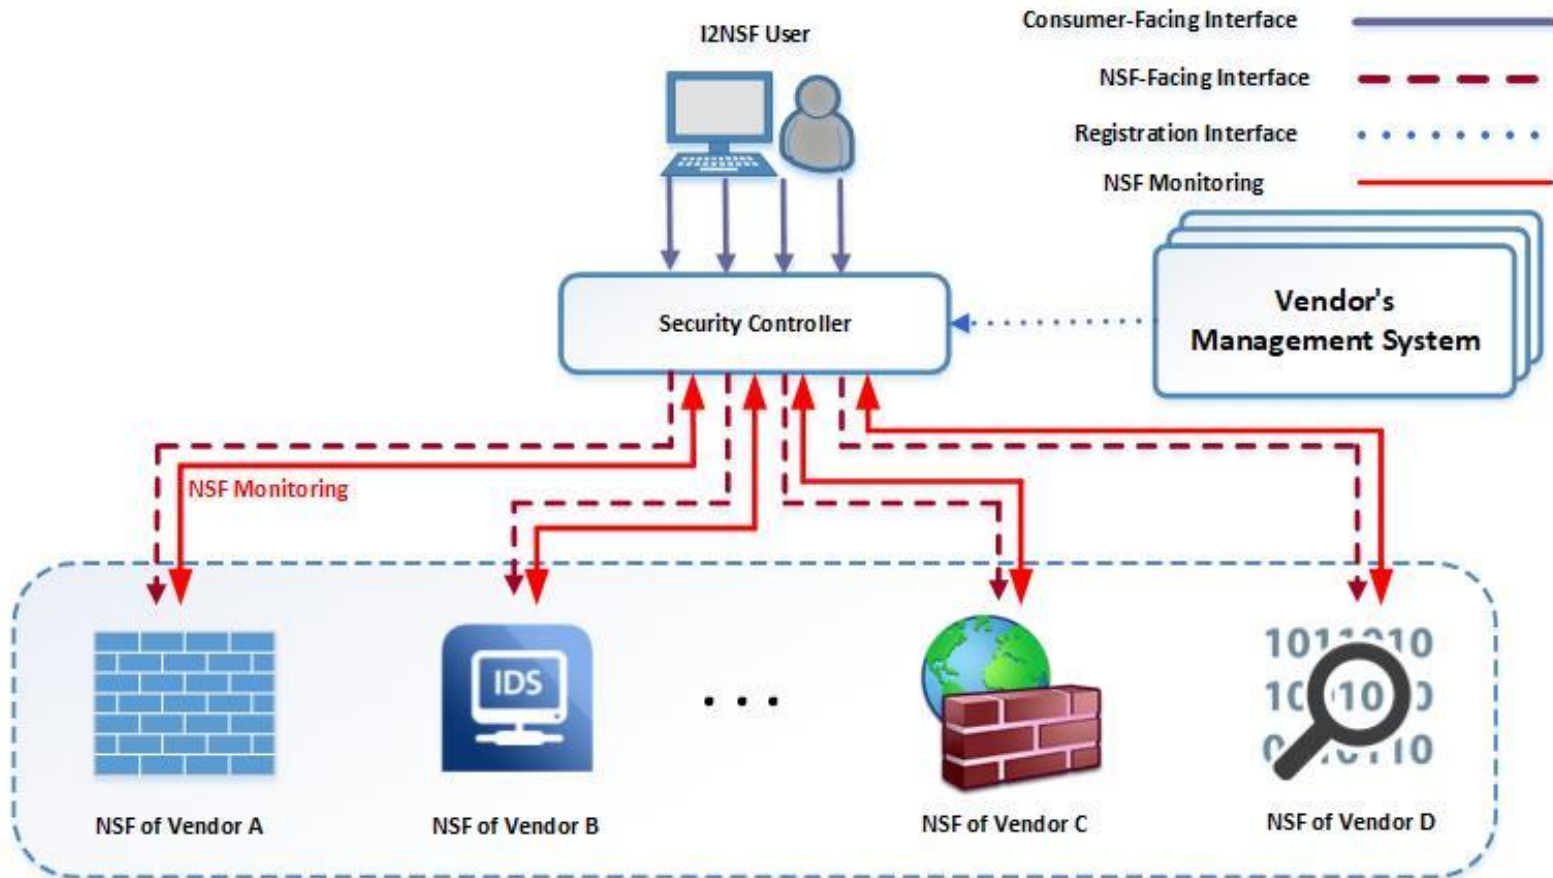 I2NSF User
Consumer-Facing Interface
NSF-Facing Interface
Registration Interface
NSF Monitoring
Security Controller
Vendor's
Management System
NSF Monitoring
IDS
...
1011010
NSF of Vendor A
NSF of Vendor B
NSF of Vendor C
NSF of Vendor D